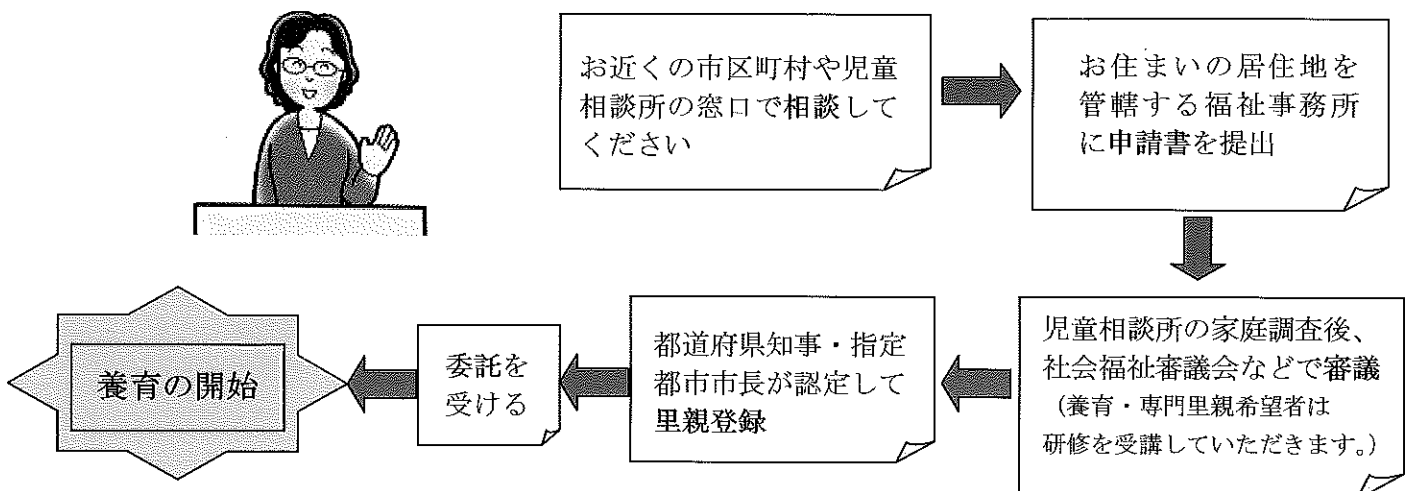 お近くの市区町村や児童
相談所の窓口で相談して
ください
お住まいの居住地を
管轄する福祉事務所
に申請書を提出
児童相談所の家庭調査後、
社会福祉審議会などで審議
（養育・専門里親希望者は
研修を受講していただきます。）
都道府県知事・指定
都市市長が認定して
里親登録
委託を
受ける
養育の開始